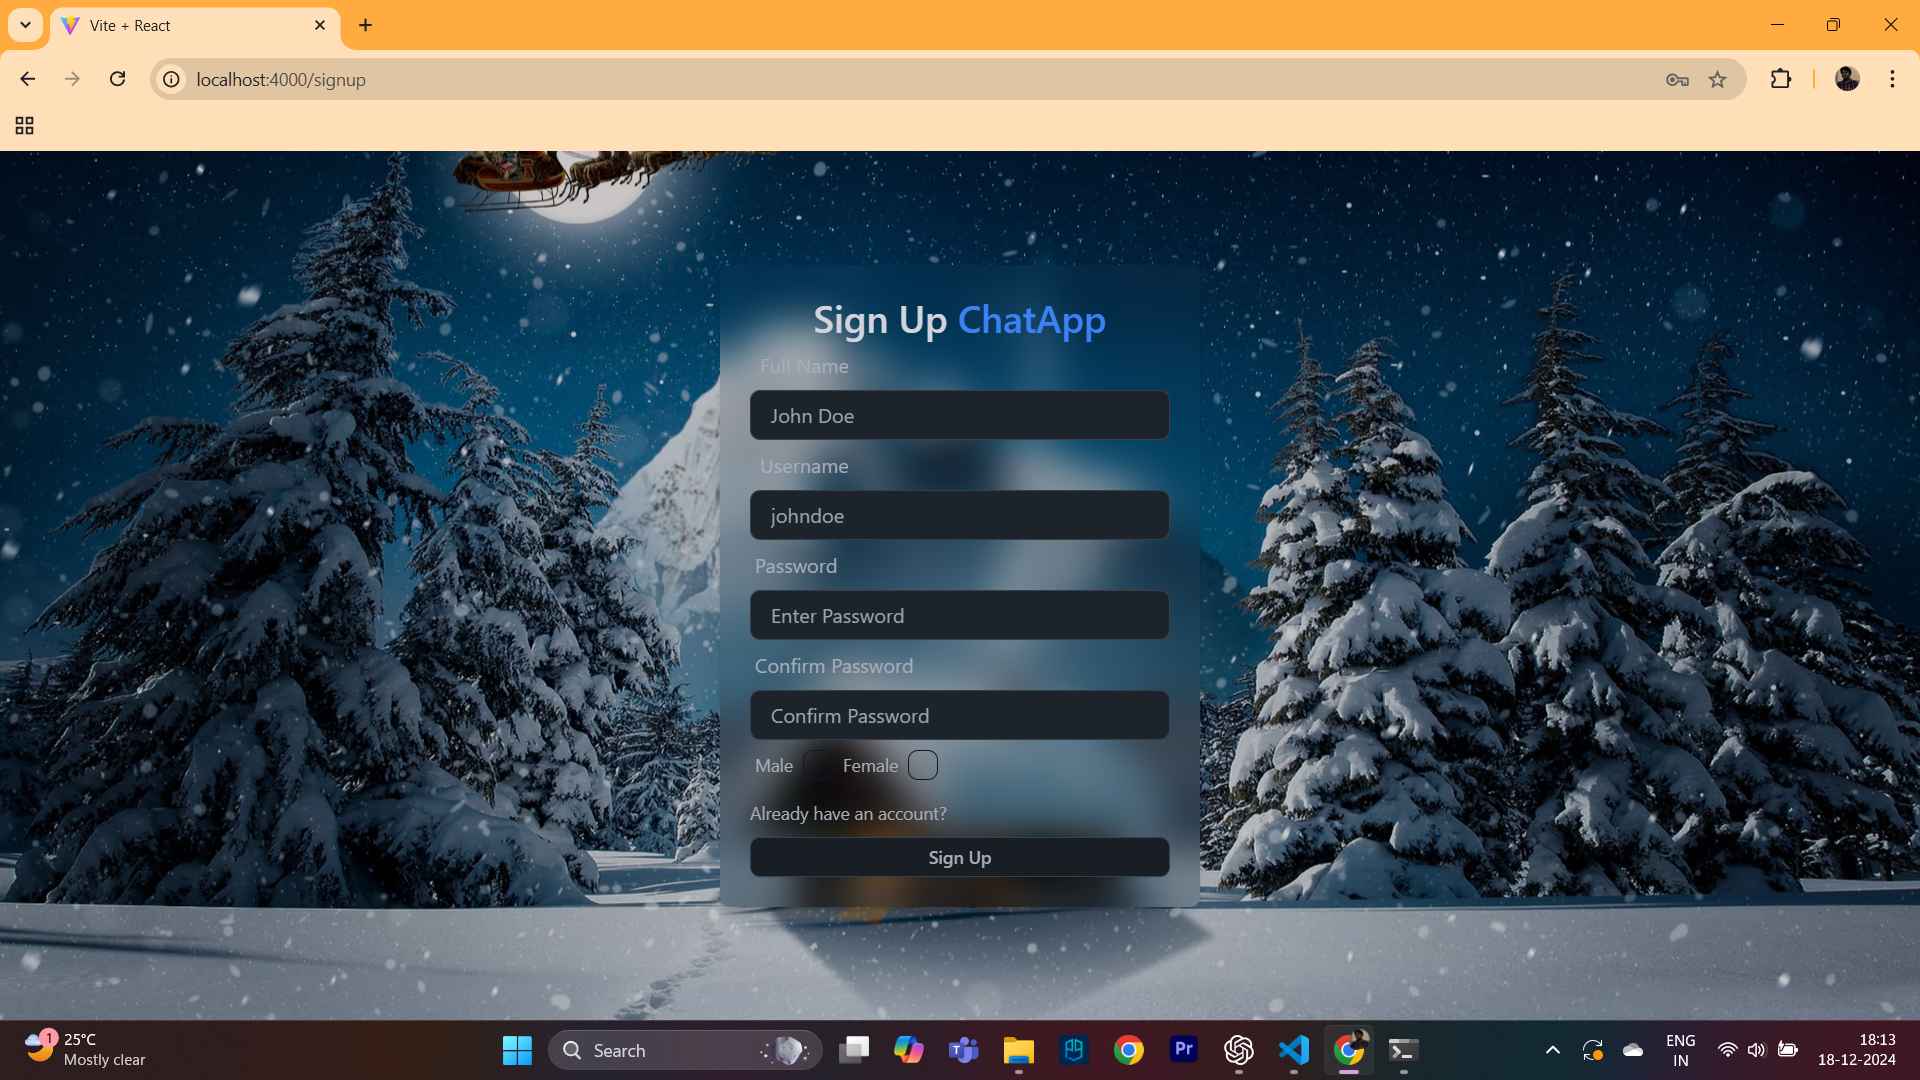 Vite + React
localhost:4000/signup
Sign Up ChatApp
Full Name
John Doe
Username
johndoe
Password
Enter Password
Confirm Password
Confirm Password
Male Female
Already have an account?
Sign Up
1
25°C
Mostly clear
Search
Pr
ENG
IN
18:13
18-12-2024